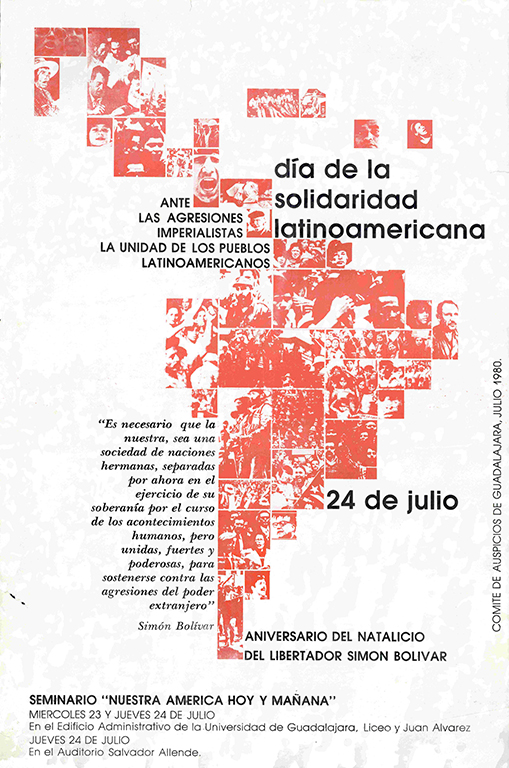 día de la
solidaridad
latinoamericana
ANTE
LAS AGRESIONES
IMPERIALISTAS
LA UNIDAD DE LOS PUEBLOS
LATINOAMERICANOS
"Es necesario que la
nuestra, sea una
sociedad de naciones
hermanas, separadas
por ahora en el
ejercicio de su
soberanía por el curso
de los acontecimientos
humanos, pero
unidas, fuertes y
poderosas, para
sostenerse contra las
agresiones del poder
extranjero"
Simón Bolívar
24 de julio
ANIVERSARIO DEL NATALICIO
DEL LIBERTADOR SIMON BOLIVAR
COMITE DE AUSPICIOS DE GUADALAJARA, JULIO 1980.
SEMINARIO "NUESTRA AMERICA HOY Y MAÑANA"
MIERCOLES 23 Y JUEVES 24 DE JULIO
En el Edificio Administrativo de la Universidad de Guadalajara, Liceo y Juan Alvarez
JUEVES 24 DE JULIO
En el Auditorio Salvador Allende.